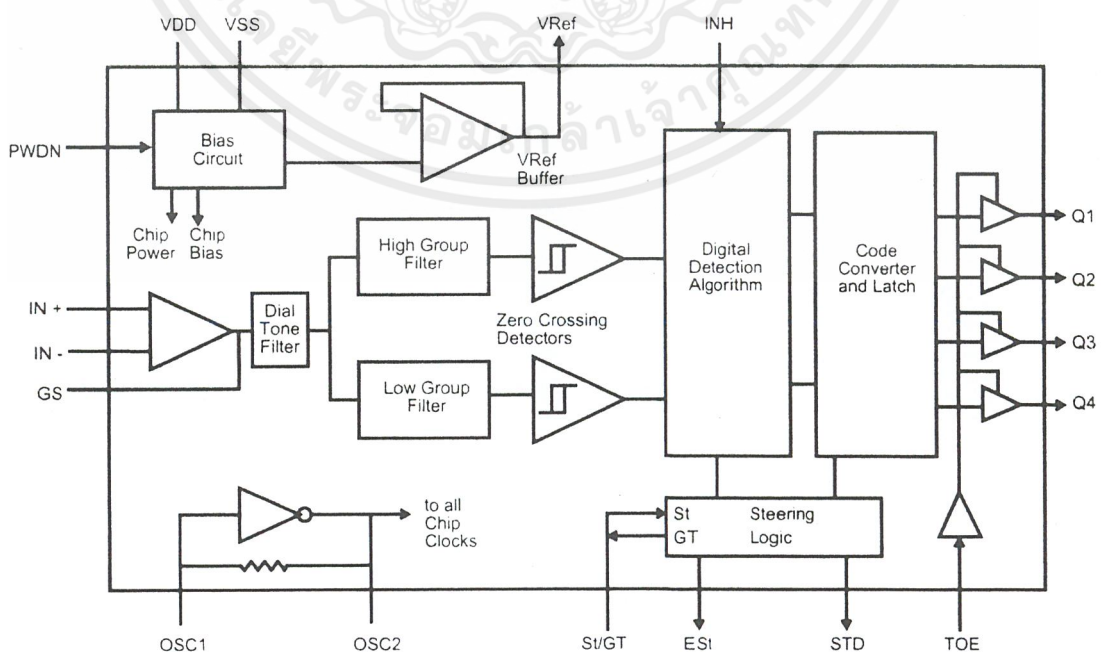 VDD
VSS
VRef
INH
PWDN
Bias
Circuit
VRef
Buffer
Chip
Power
Chip
Bias
High Group
Filter
Digital
Detection
Algorithm
Code
Converter
and Latch
Q1
Q2
Q3
Q4
IN +
IN -
GS
Dial
Tone
Filter
Zero Crossing
Detectors
Low Group
Filter
to all
Chip
Clocks
St
GT
Steering
Logic
OSC1
OSC2
St/GT
ESt
STD
TOE